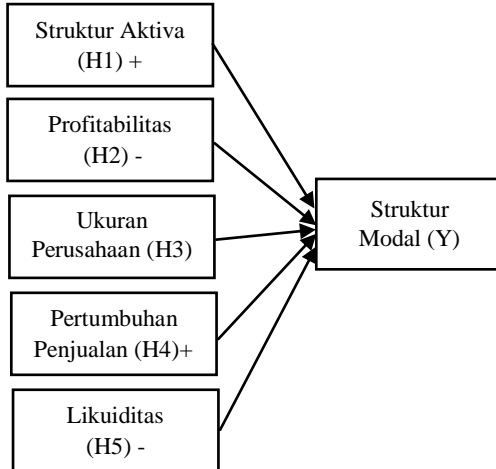 Struktur Aktiva
(H1) +
Profitabilitas
(H2) -
Ukuran
Perusahaan (H3)
Pertumbuhan
Penjualan (H4)+
Likuiditas
(H5) -
Struktur
Modal (Y)